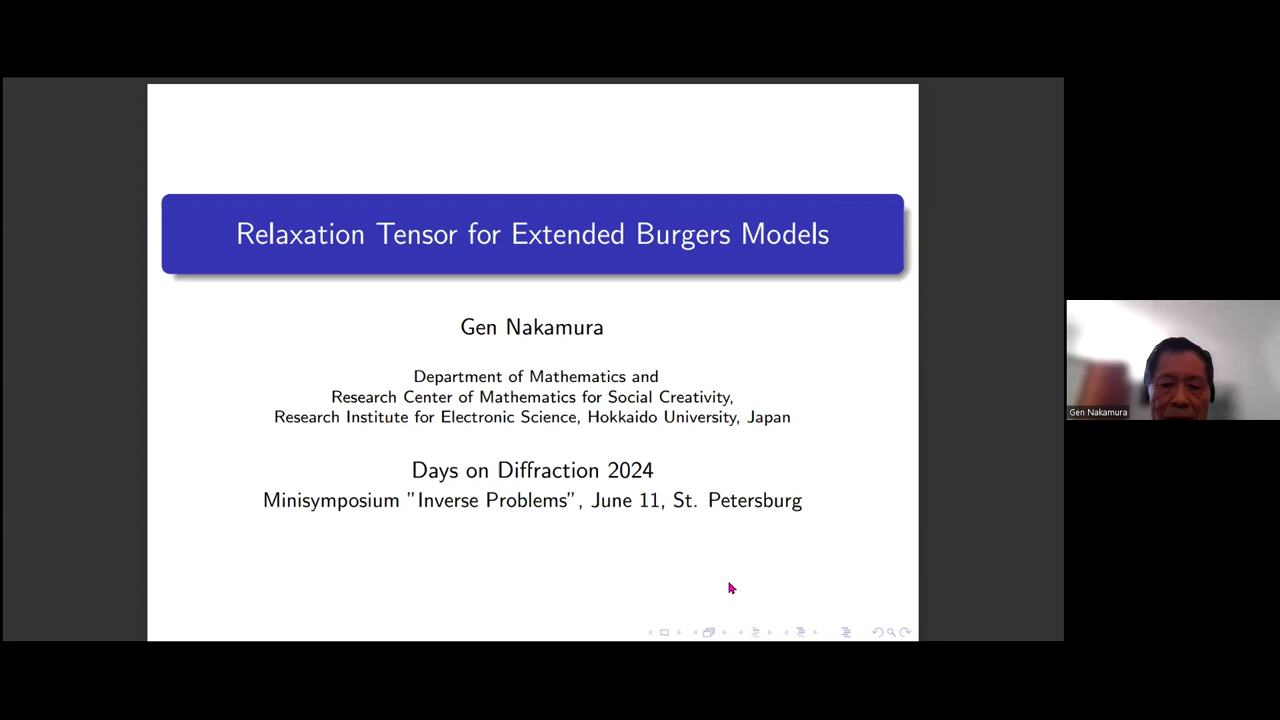 Relaxation Tensor for Extended Burgers Models
Gen Nakamura
Department of Mathematics and
Research Center of Mathematics for Social Creativity,
Research Institute for Electronic Science, Hokkaido University, Japan
Days on Diffraction 2024
Minisymposium ”Inverse Problems”, June 11, St. Petersburg
Gen Nakamura